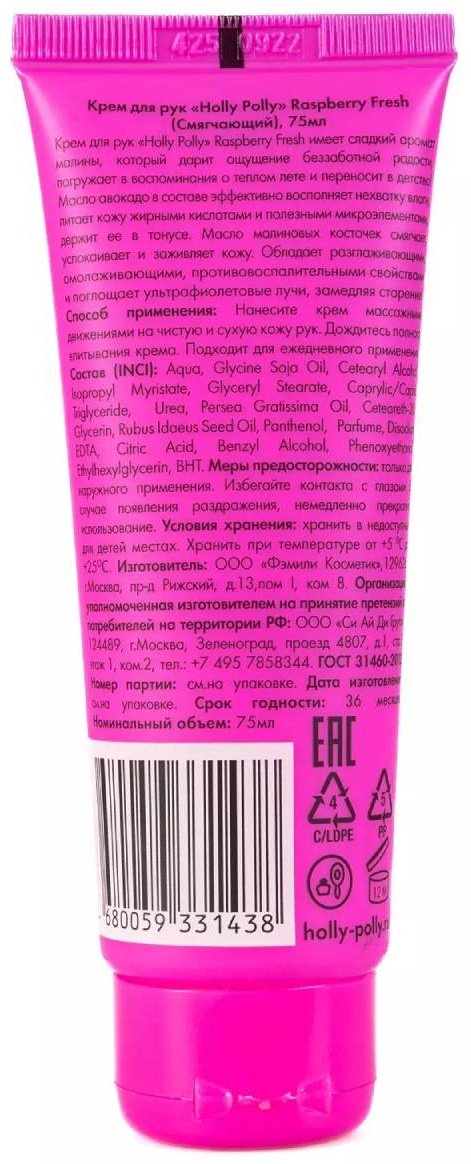 425 0922
Крем для рук «Holly Polly» Raspberry Fresh
(Смягчающий), 75мл
Крем для рук «Holly Polly» Raspberry Fresh имеет сладкий аромат
малины, который дарит ощущение беззаботной радости,
погружает в воспоминания о теплом лете и переносит в детство.
Масло авокадо в составе эффективно восполняет нехватку влаги,
питает кожу жирными кислотами и полезными микроэлементами,
держит ее в тонусе. Масло малиновых косточек смягчает,
успокаивает и заживляет кожу. Обладает разглаживающими,
омолаживающими, противовоспалительными свойствами
и поглощает ультрафиолетовые лучи, замедляя старение.
Способ применения: Нанесите крем массажными
движениями на чистую и сухую кожу рук. Дождитесь полного
впитывания крема. Подходит для ежедневного применения.
Состав (INCI): Aqua, Glycine Soja Oil, Cetearyl Alcohol,
Isopropyl Myristate, Glyceryl Stearate, Caprylic/Capric
Triglyceride, Urea, Persea Gratissima Oil, Ceteareth-20,
Glycerin, Rubus Idaeus Seed Oil, Panthenol, Parfume, Disodium
EDTA, Citric Acid, Benzyl Alcohol, Phenoxyethanol,
Ethylhexylglycerin, BHT. Меры предосторожности: только для
наружного применения. Избегайте контакта с глазами. В
случае появления раздражения, немедленно прекратить
использование. Условия хранения: хранить в недоступных
для детей местах. Хранить при температуре от +5 °C до
+25°C. Изготовитель: ООО «Фэмили Косметик»,
г.Москва, пр-д Рижский, д.13,пом I, ком 8. Организация,
уполномоченная изготовителем на принятие претензий от
потребителей на территории РФ: ООО «Си Ай Ди Групп»
124489, г.Москва, Зеленоград, проезд 4807, д.1, стр.
этаж 1, ком.2, тел.: +7 495 7858344. ГОСТ 31460-2012
Номер партии: см.на упаковке. Дата изготовления:
см.на упаковке. Срок годности: 36 месяцев
Номинальный объем: 75мл
EAC
4
C/LDPE
5
PP
12 M
680059 331438
holly-polly.ru